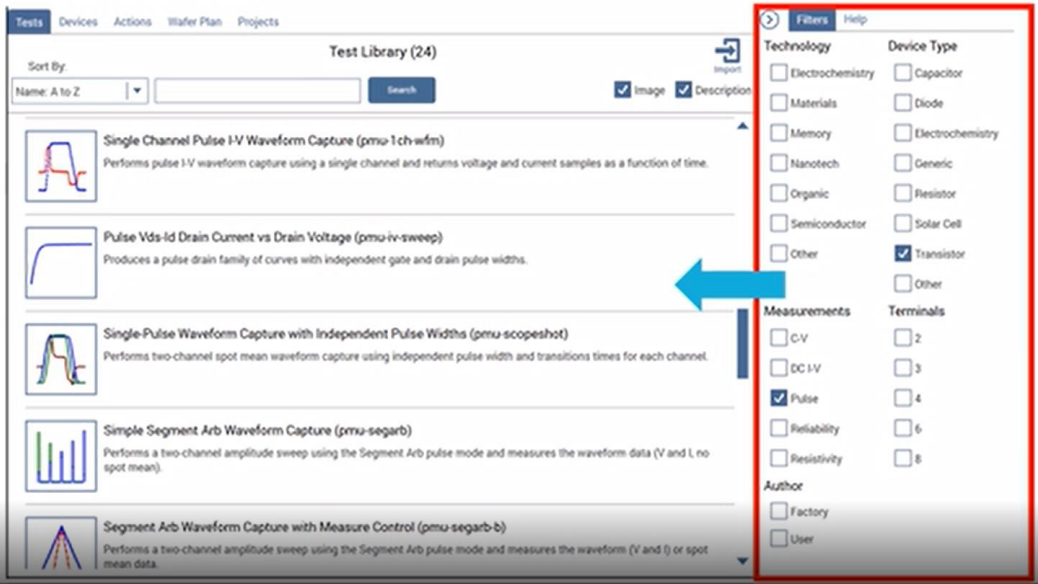 Tests Devices Actions Wafer Plan Projects
Test Library (24)
Import
Sort By:
Name: A to Z
Search
Image
Description
Single Channel Pulse I-V Waveform Capture (pmu-1ch-wfm)
Performs pulse I-V waveform capture using a single channel and returns voltage and current samples as a function of time.
Pulse Vds-Id Drain Current vs Drain Voltage (pmu-iv-sweep)
Produces a pulse drain family of curves with independent gate and drain pulse widths.
Single-Pulse Waveform Capture with Independent Pulse Widths (pmu-scopeshot)
Performs two-channel spot mean waveform capture using independent pulse width and transitions times for each channel.
Simple Segment Arb Waveform Capture (pmu-segarb)
Performs a two-channel amplitude sweep using the Segment Arb pulse mode and measures the waveform data (V and I, no
spot mean).
Segment Arb Waveform Capture with Measure Control (pmu-segarb-b)
Performs a two-channel amplitude sweep using the Segment Arb pulse mode and measures the waveform (V and I) or spot
mean data.
Filters Help
Technology
Electrochemistry
Materials
Memory
Nanotech
Organic
Semiconductor
Other
Device Type
Capacitor
Diode
Electrochemistry
Generic
Resistor
Solar Cell
Transistor
Other
Measurements
C-V
DC I-V
Pulse
Reliability
Resistivity
Terminals
2
3
4
6
8
Author
Factory
User